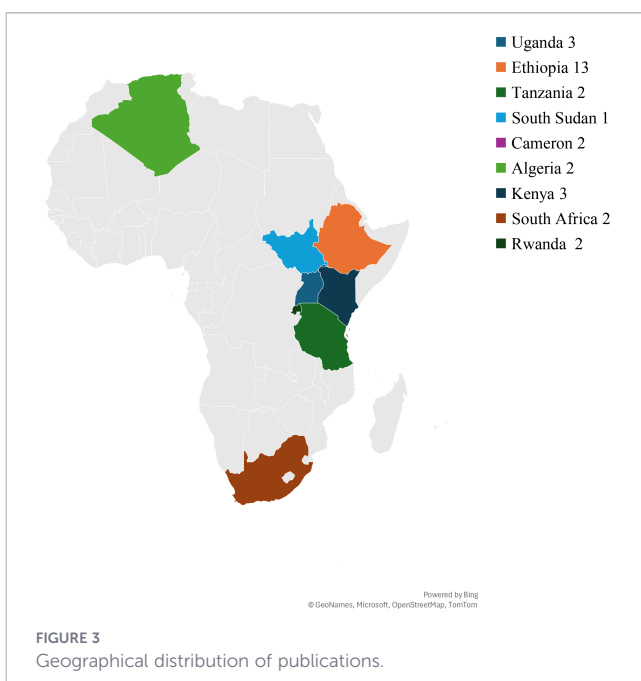 Uganda 3
Ethiopia 13
Tanzania 2
South Sudan 1
Cameron 2
Algeria 2
Kenya 3
South Africa 2
Rwanda 2
Powered by Bing
© GeoNames, Microsoft, OpenStreetMap, TomTom
FIGURE 3
Geographical distribution of publications.